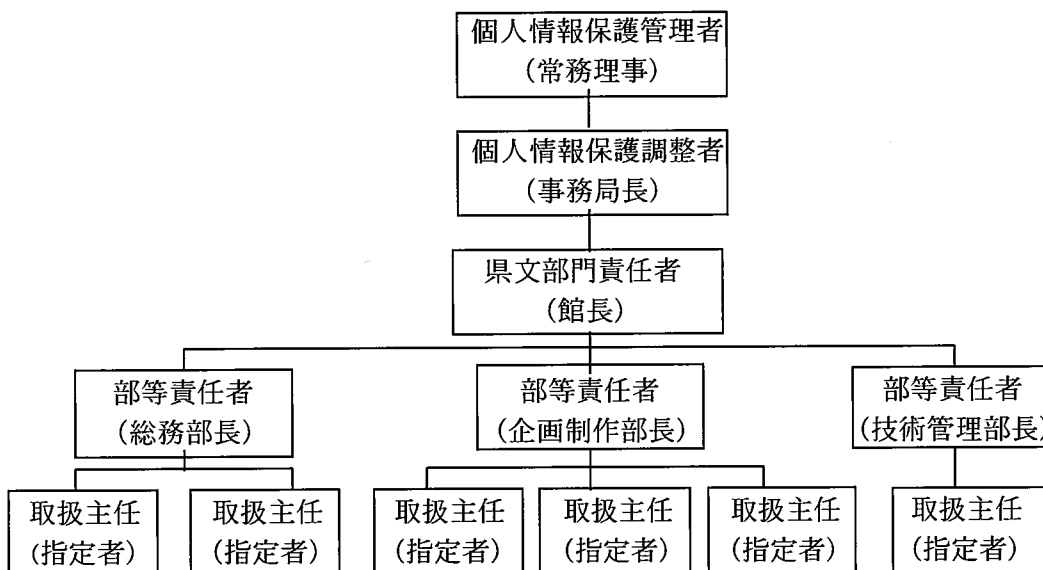 個人情報保護管理者
(常務理事)
個人情報保護調整者
(事務局長)
県文部門責任者
(館長)
部等責任者
(総務部長)
部等責任者
(企画制作部長)
部等責任者
(技術管理部長)
取扱主任
(指定者)
取扱主任
(指定者)
取扱主任
(指定者)
取扱主任
(指定者)
取扱主任
(指定者)
取扱主任
(指定者)